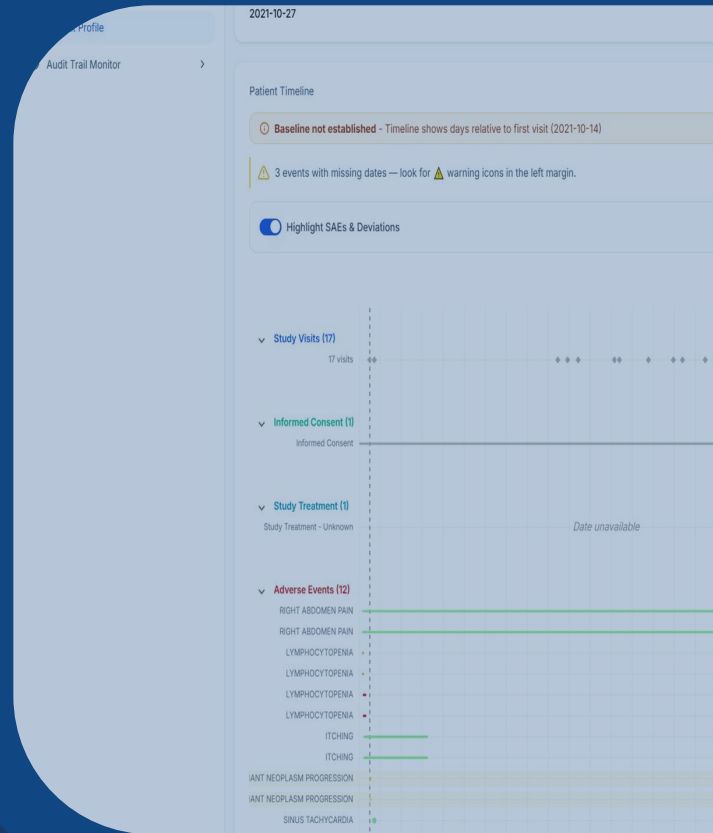 2021-10-27
Profile
Audit Trail Monitor
Patient Timeline
Baseline not established - Timeline shows days relative to first visit (2021-10-14)
3 events with missing dates — look for ⚠ warning icons in the left margin.
Highlight SAEs & Deviations
Study Visits (17)
17 visits
Informed Consent (1)
Informed Consent
Study Treatment (1)
Study Treatment - Unknown
Date unavailable
Adverse Events (12)
RIGHT ABDOMEN PAIN
RIGHT ABDOMEN PAIN
LYMPHOCYTOPENIA
LYMPHOCYTOPENIA
LYMPHOCYTOPENIA
LYMPHOCYTOPENIA
ITCHING
ITCHING
IANT NEOPLASM PROGRESSION
IANT NEOPLASM PROGRESSION
SINUS TACHYCARDIA